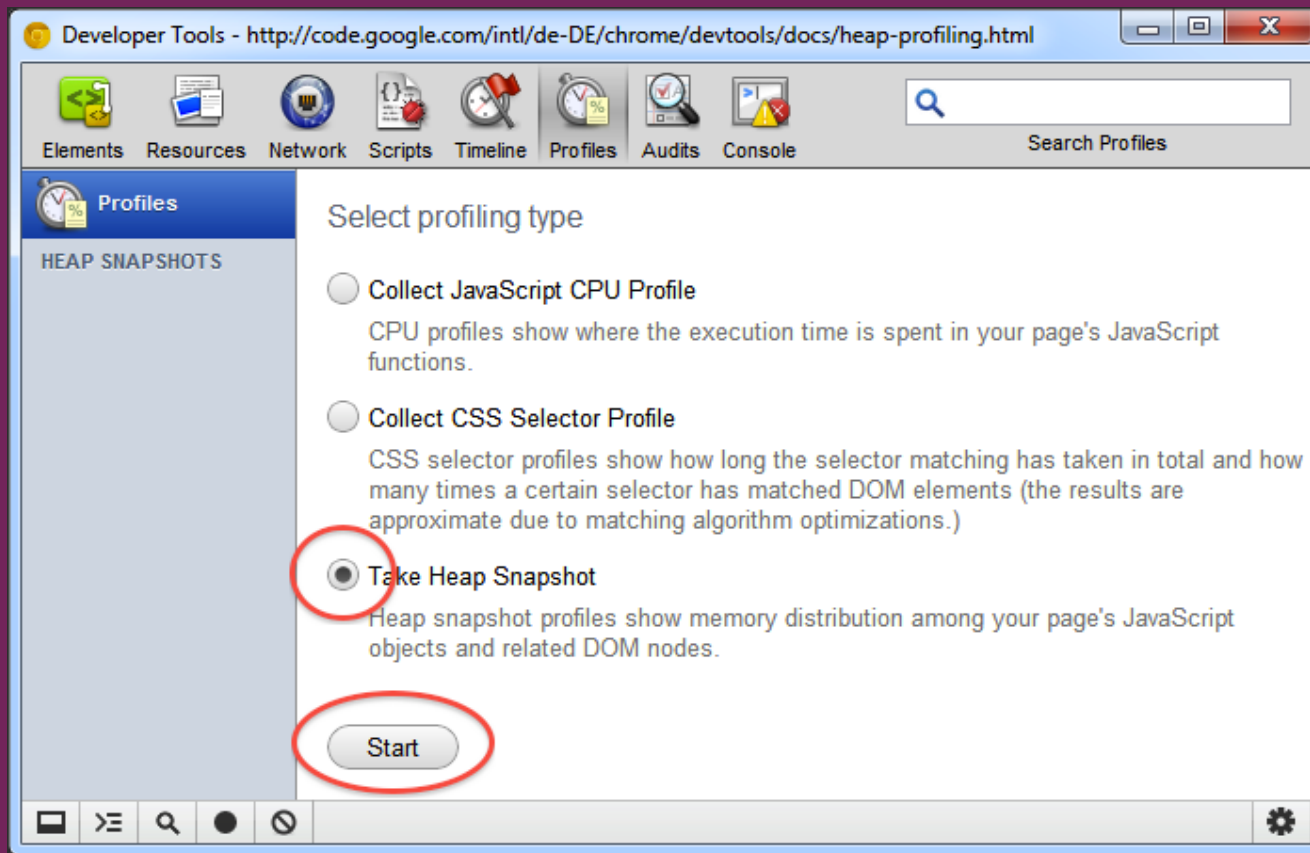 Developer Tools - http://code.google.com/intl/de-DE/chrome/devtools/docs/heap-profiling.html
Elements Resources Network Scripts Timeline Profiles Audits Console Search Profiles
Profiles
HEAP SNAPSHOTS
Select profiling type
Collect JavaScript CPU Profile
CPU profiles show where the execution time is spent in your page's JavaScript
functions.
Collect CSS Selector Profile
CSS selector profiles show how long the selector matching has taken in total and how
many times a certain selector has matched DOM elements (the results are
approximate due to matching algorithm optimizations.)
Take Heap Snapshot
Heap snapshot profiles show memory distribution among your page's JavaScript
objects and related DOM nodes.
Start